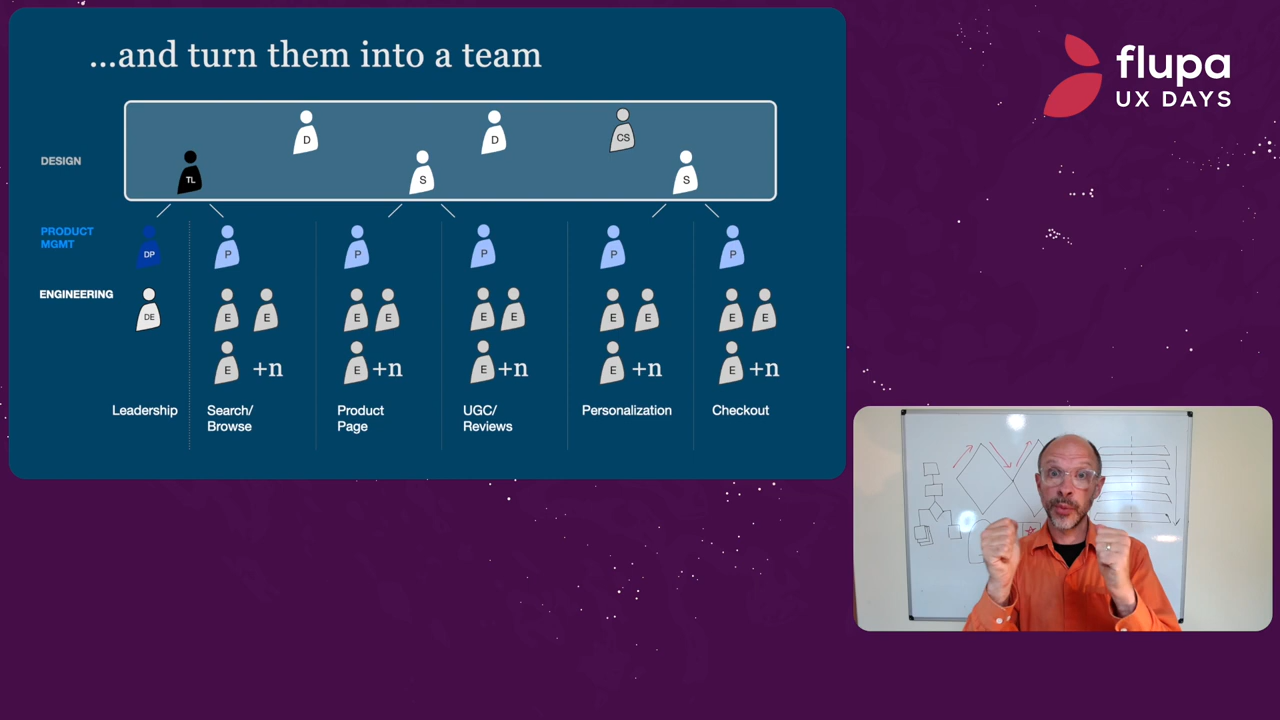 ...and turn them into a team
flupa
UX DAYS
D
D
CS
DESIGN
TL
S
S
PRODUCT
MGMT
DP
P
P
P
P
P
ENGINEERING
DE
E
E
E
E
E
E
E
E
E
E
E
+n
E
+n
E
+n
E
+n
E
+n
Leadership
Search/
Browse
Product
Page
UGC/
Reviews
Personalization
Checkout